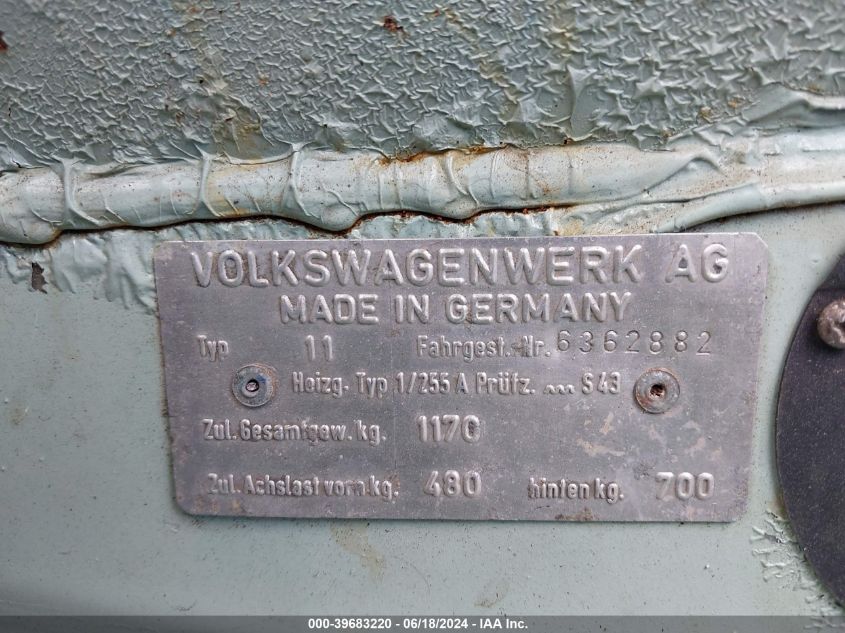 VOLKSWAGENWERK AG
MADE IN GERMANY
Typ 11 Fahrgest.-Nr. 6362882
Heizg. Typ 1/255 A Prüfz. ⁓ S 43
Zul. Gesamtgew. kg. 1170
Zul. Achslast vorn kg. 480 hinten kg. 700
000-39683220 - 06/18/2024 - IAA Inc.